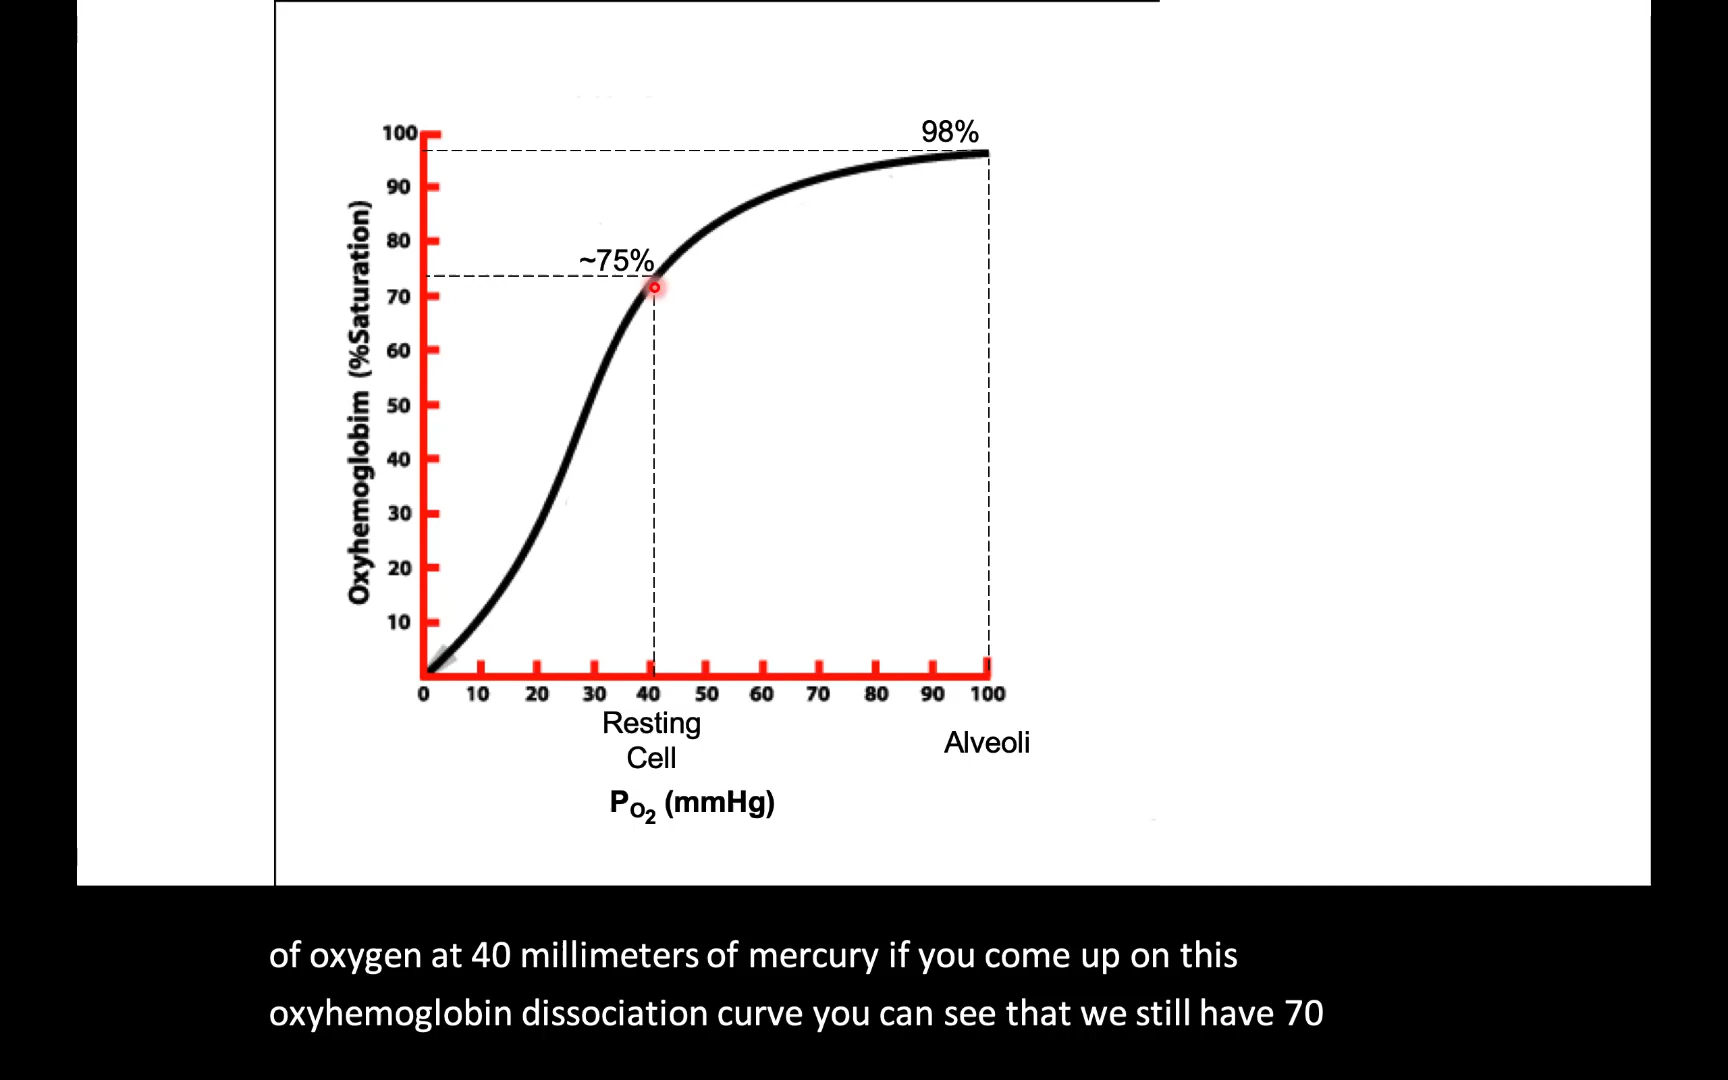 98%
100
90
~75%
80
70
60
50
40
30
20
10
Oxyhemoglobim (%Saturation)
0 10 20 30 40 50 60 70 80 90 100
Resting
Cell
Alveoli
PO2 (mmHg)
of oxygen at 40 millimeters of mercury if you come up on this
oxyhemoglobin dissociation curve you can see that we still have 70